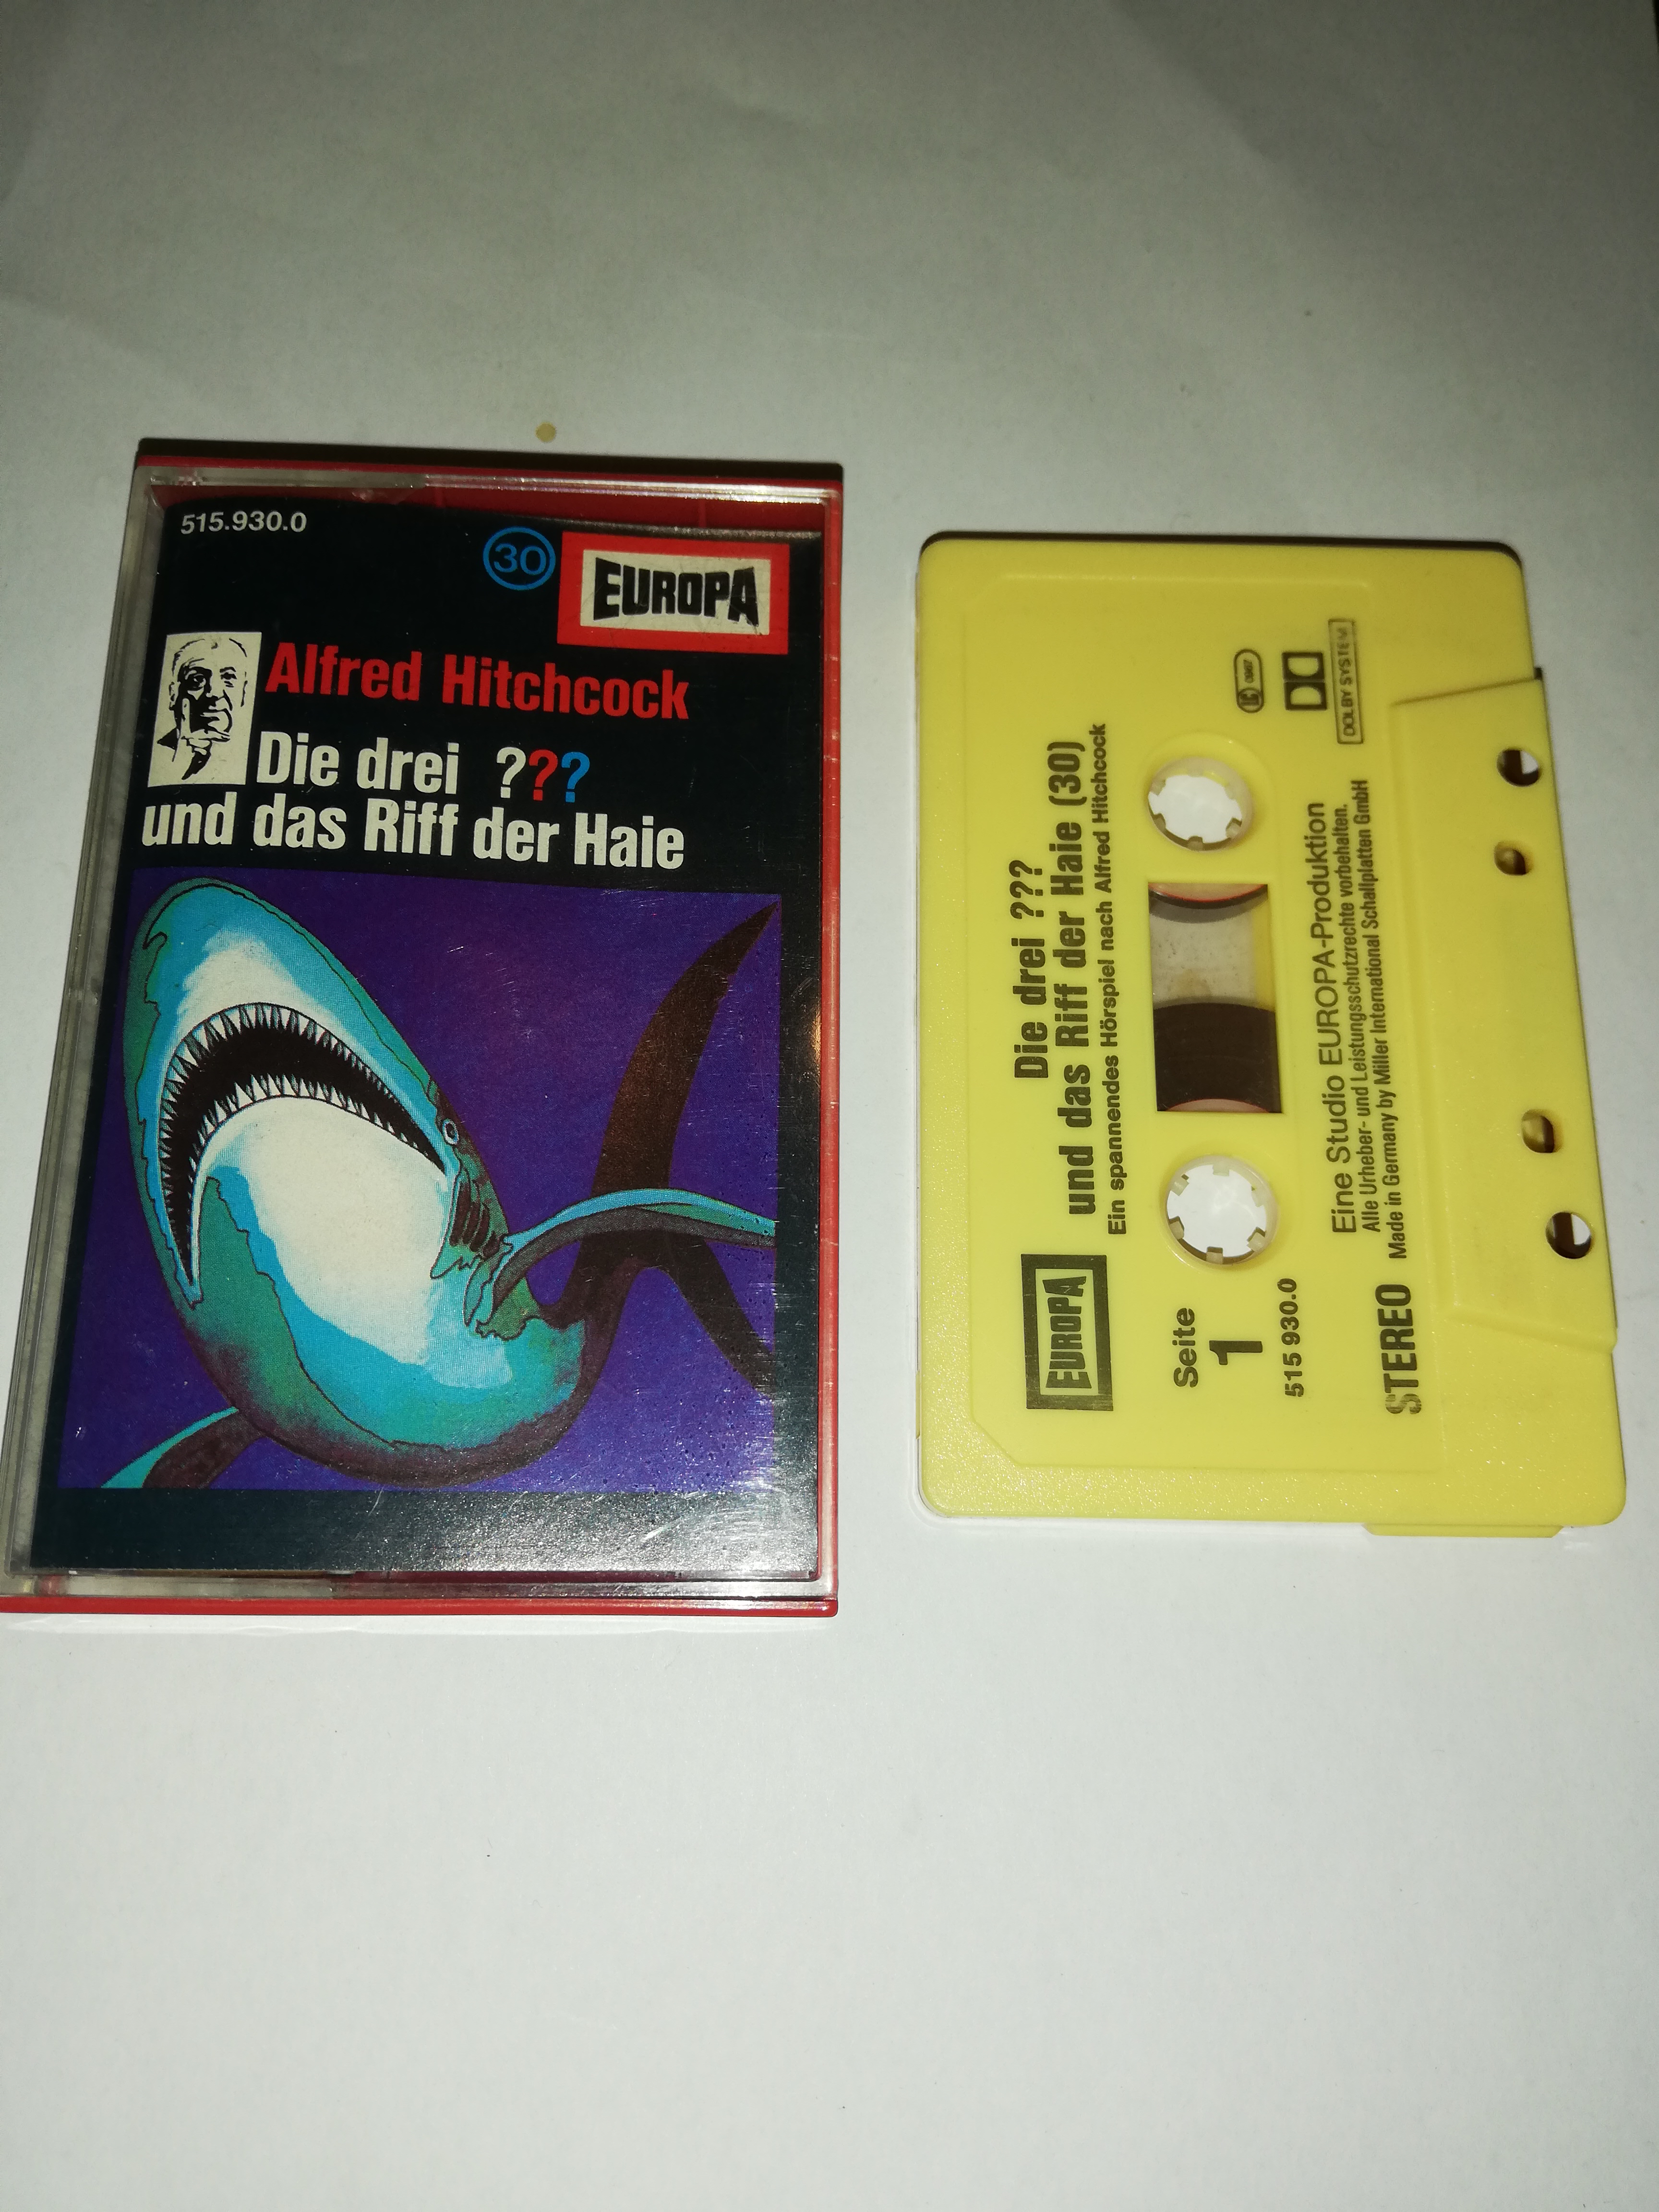 515.930.0
30
EUROPA
Alfred Hitchcock
Die drei ???
und das Riff der Haie
EUROPA
Die drei ???
und das Riff der Haie (30)
Ein spannendes Hörspiel nach Alfred Hitchcock
Seite
1
515 930.0
STEREO
Eine Studio EUROPA-Produktion
Alle Urheber- und Leistungsschutzrechte vorbehalten.
Made in Germany by Miller International Schallplatten GmbH
LC 0967
DOLBY SYSTEM